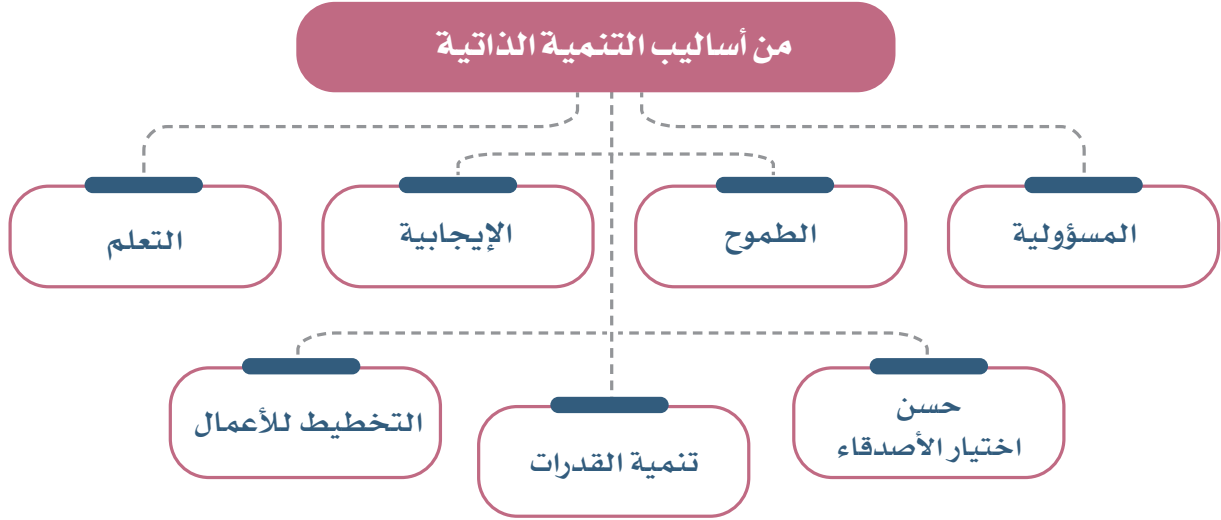 من أساليب التنمية الذاتية
المسؤولية
الطموح
الإيجابية
التعلم
حسن
اختيار الأصدقاء
تنمية القدرات
التخطيط للأعمال